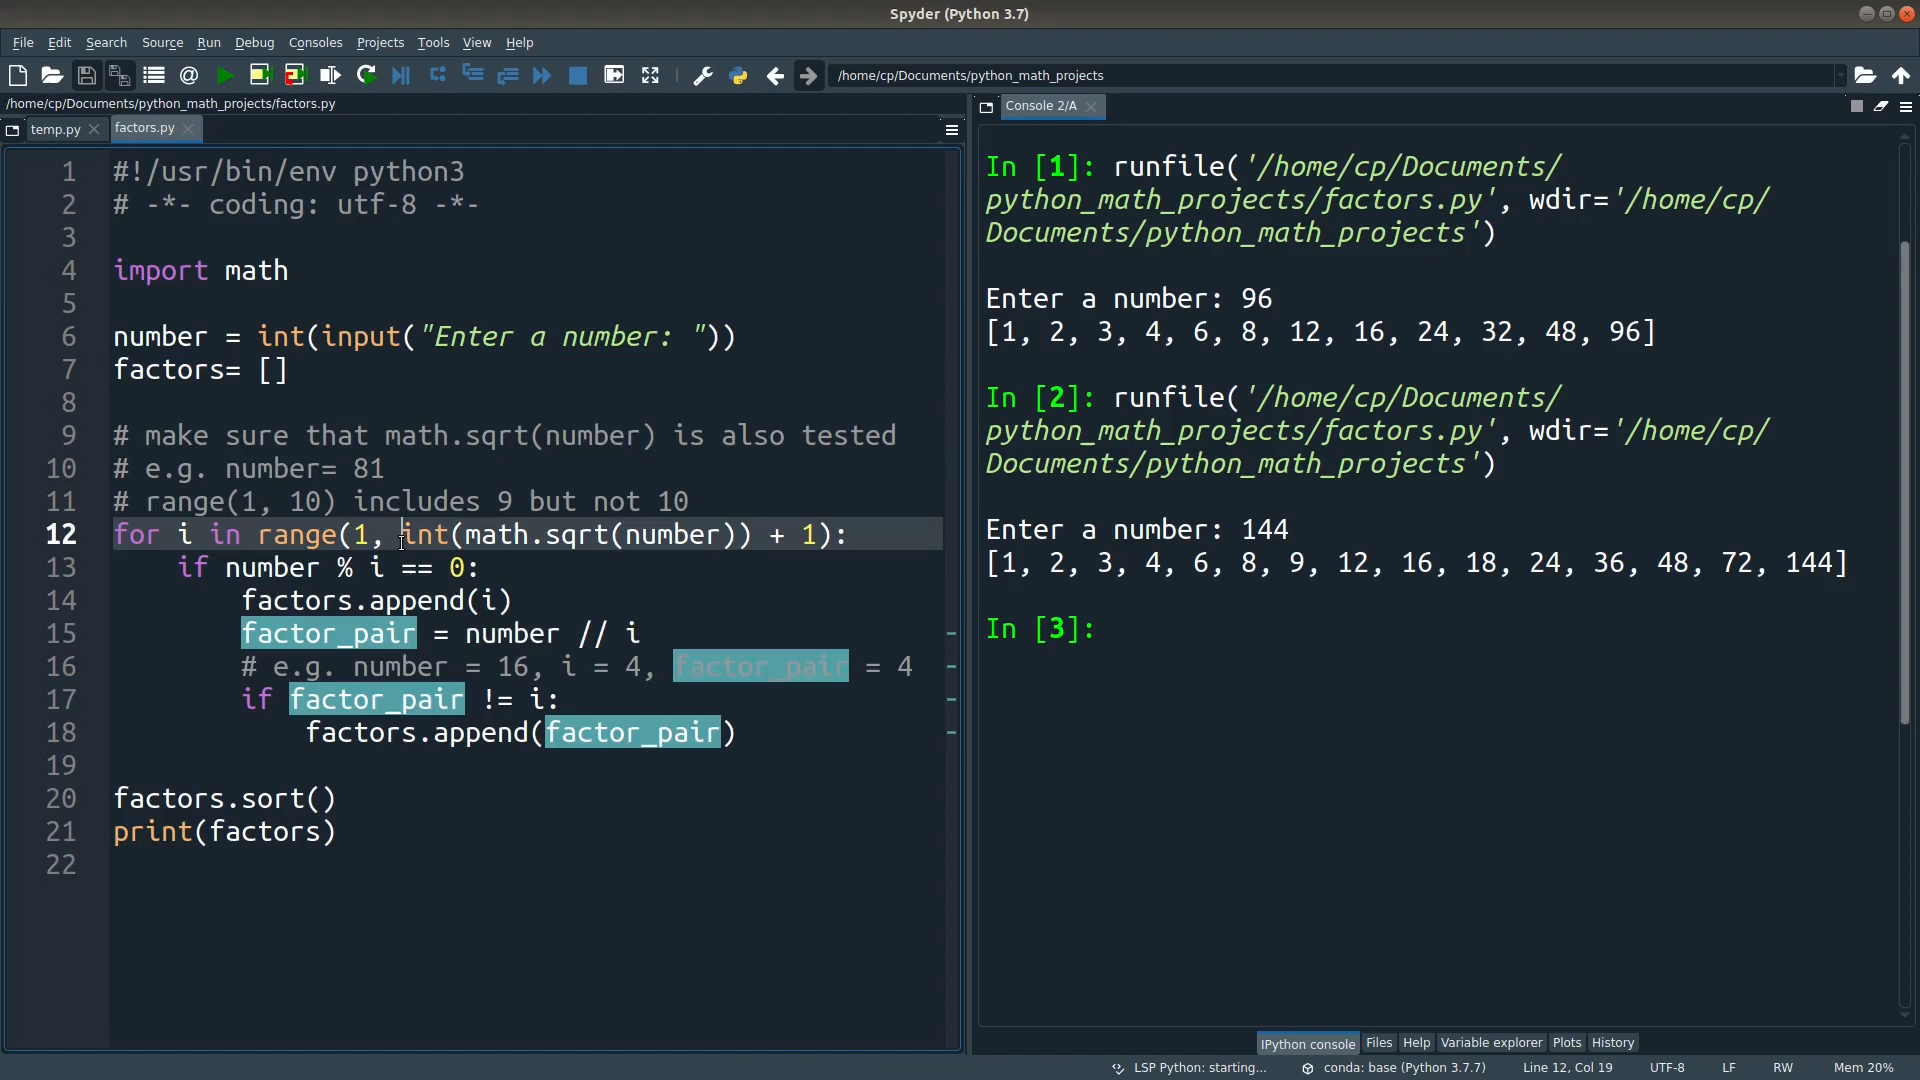 Spyder (Python 3.7)
File Edit Search Source Run Debug Consoles Projects Tools View Help
/home/cp/Documents/python_math_projects
/home/cp/Documents/python_math_projects/factors.py
temp.py factors.py
1 #!/usr/bin/env python3
2 # -*- coding: utf-8 -*-
3
4 import math
5
6 number = int(input("Enter a number: "))
7 factors= []
8
9 # make sure that math.sqrt(number) is also tested
10 # e.g. number= 81
11 # range(1, 10) includes 9 but not 10
12 for i in range(1, int(math.sqrt(number)) + 1):
13 if number % i == 0:
14 factors.append(i)
15 factor_pair = number // i
16 # e.g. number = 16, i = 4, factor_pair = 4
17 if factor_pair != i:
18 factors.append(factor_pair)
19
20 factors.sort()
21 print(factors)
22
Console 2/A
In [1]: runfile('/home/cp/Documents/
python_math_projects/factors.py', wdir='/home/cp/
Documents/python_math_projects')
Enter a number: 96
[1, 2, 3, 4, 6, 8, 12, 16, 24, 32, 48, 96]
In [2]: runfile('/home/cp/Documents/
python_math_projects/factors.py', wdir='/home/cp/
Documents/python_math_projects')
Enter a number: 144
[1, 2, 3, 4, 6, 8, 9, 12, 16, 18, 24, 36, 48, 72, 144]
In [3]:
IPython console Files Help Variable explorer Plots History
LSP Python: starting... conda: base (Python 3.7.7) Line 12, Col 19 UTF-8 LF RW Mem 20%